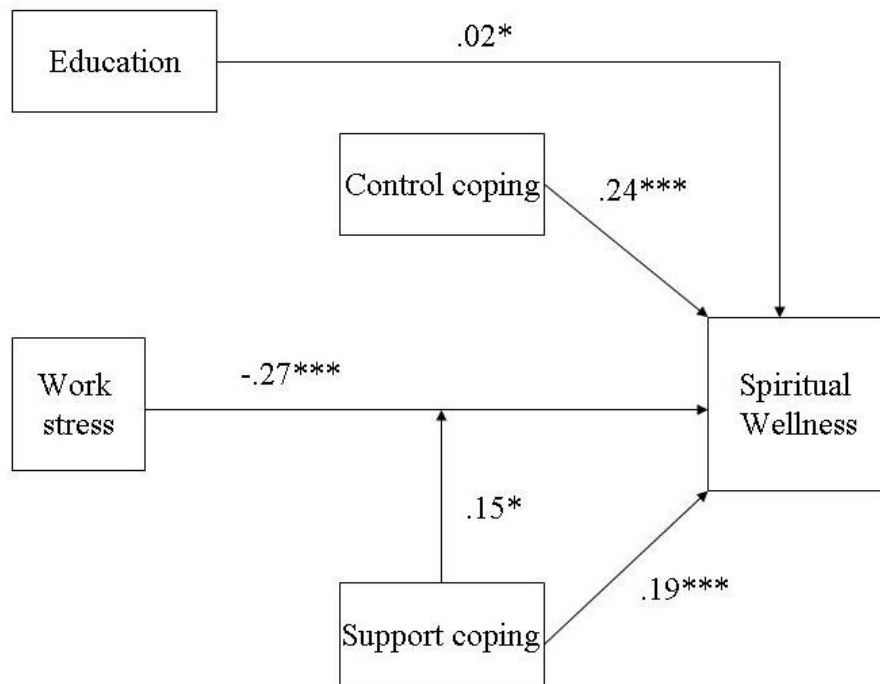 .02*
Education
Control coping
.24***
-.27***
Work
stress
Spiritual
Wellness
.15*
.19***
Support coping